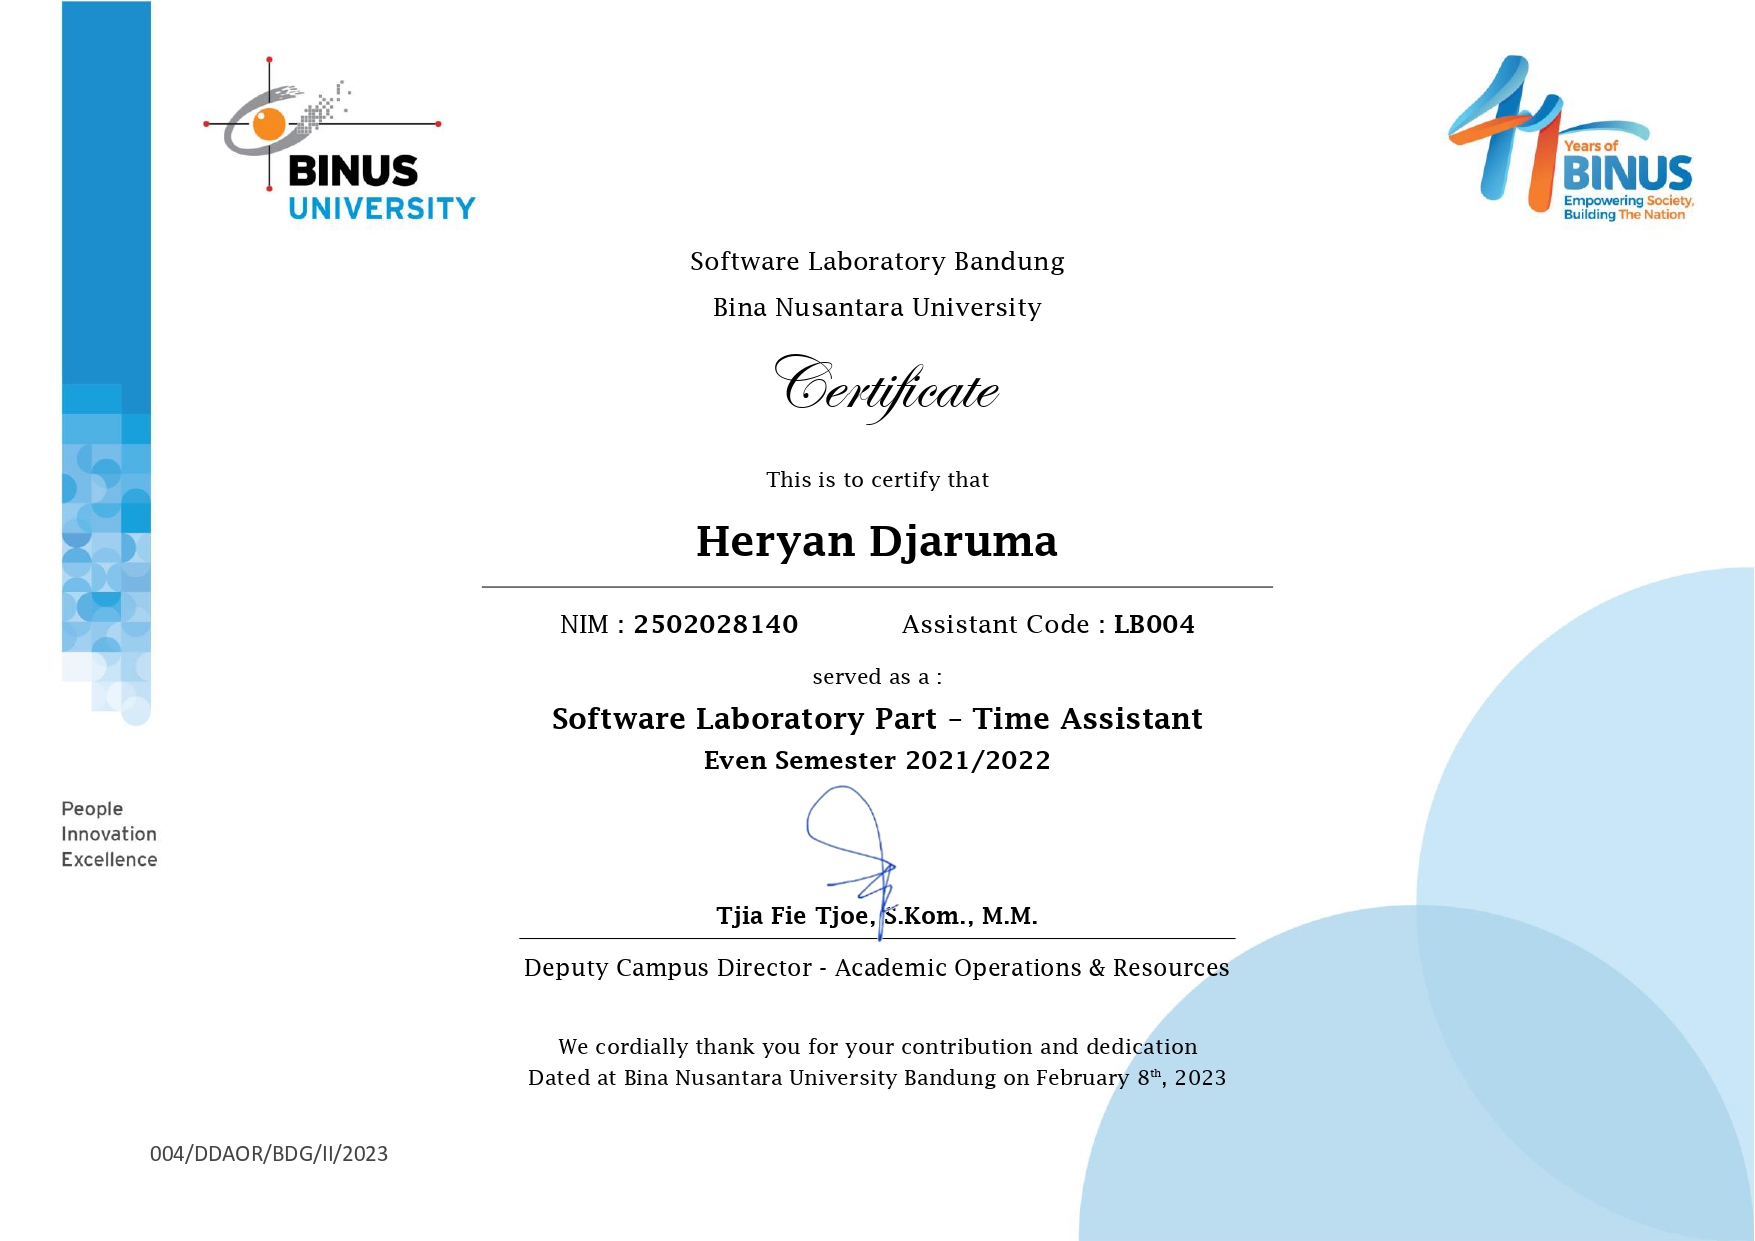 BINUS
UNIVERSITY
41
Years of
BINUS
Empowering Society,
Building The Nation
Software Laboratory Bandung
Bina Nusantara University
Certificate
This is to certify that
Heryan Djaruma
NIM : 2502028140 Assistant Code : LB004
served as a :
Software Laboratory Part – Time Assistant
Even Semester 2021/2022
People
Innovation
Excellence
Tjia Fie Tjoe, S.Kom., M.M.
Deputy Campus Director - Academic Operations & Resources
We cordially thank you for your contribution and dedication
Dated at Bina Nusantara University Bandung on February 8th, 2023
004/DDAOR/BDG/II/2023